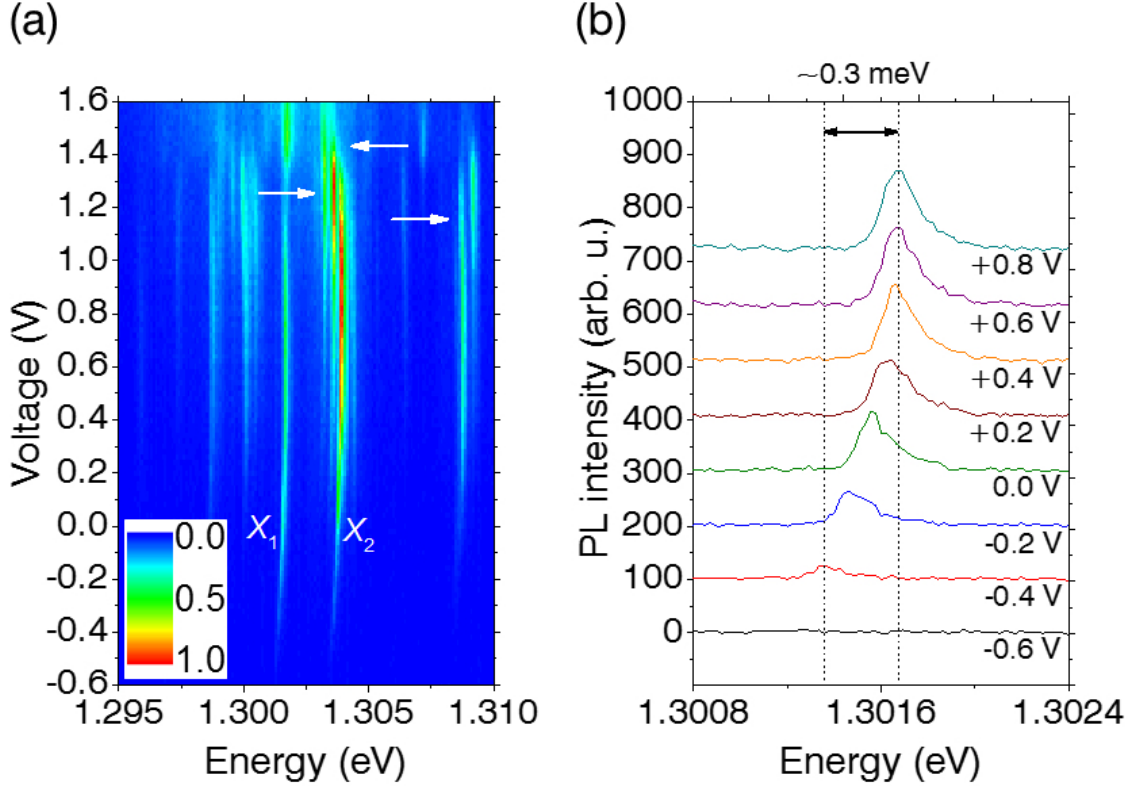 (a)
(b)
~0.3 meV
1.6
1.4
1.2
1.0
0.8
0.6
0.4
0.2
0.0
-0.2
-0.4
-0.6
Voltage (V)
X1
X2
0.0
0.5
1.0
1.295
1.300
1.305
1.310
Energy (eV)
1000
900
800
700
600
500
400
300
200
100
0
PL intensity (arb. u.)
+0.8 V
+0.6 V
+0.4 V
+0.2 V
0.0 V
-0.2 V
-0.4 V
-0.6 V
1.3008
1.3016
1.3024
Energy (eV)